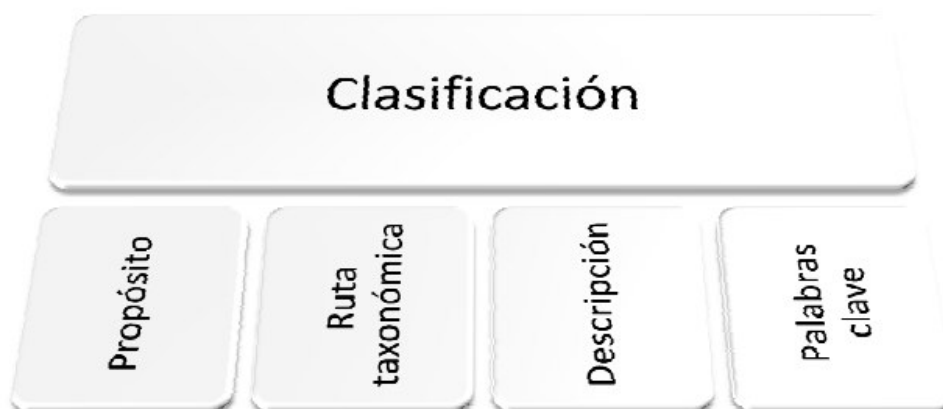 Clasificación
Propósito
Ruta
taxonómica
Descripción
Palabras
clave